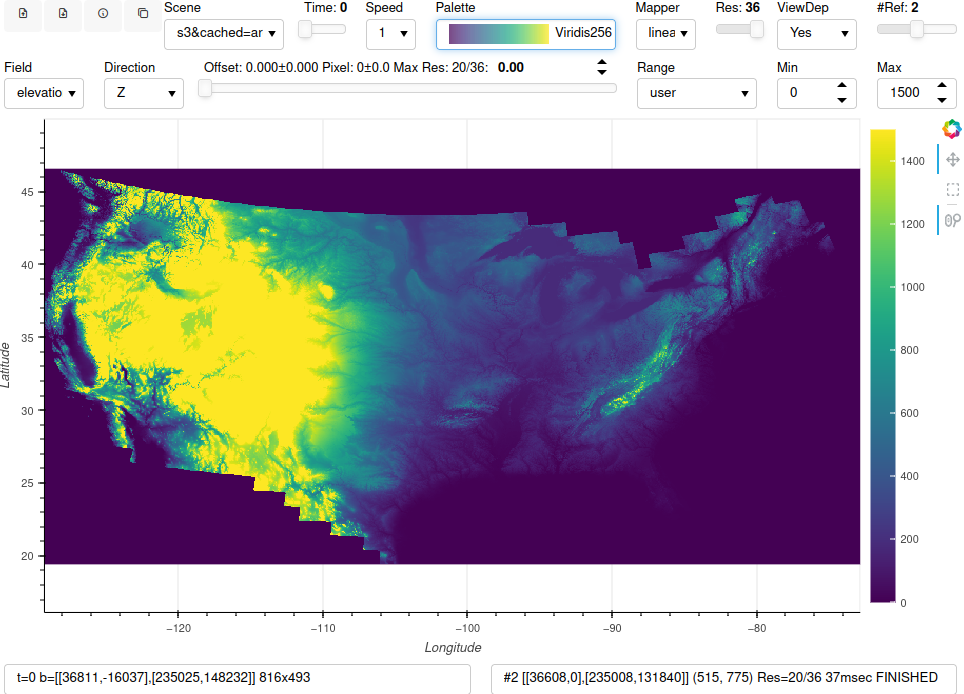 Scene Time: 0 Speed Palette Mapper Res: 36 ViewDep #Ref: 2
s3&cached=ar 1 Viridis256 linea Yes
Field Direction Offset: 0.000±0.000 Pixel: 0±0.0 Max Res: 20/36: 0.00 Range Min Max
elevatio Z user 0 1500
45
40
35
30
25
20
Latitude
−120 −110 −100 −90 −80
Longitude
1400
1200
1000
800
600
400
200
0
t=0 b=[[36811,-16037],[235025,148232]] 816x493
#2 [[36608,0],[235008,131840]] (515, 775) Res=20/36 37msec FINISHED